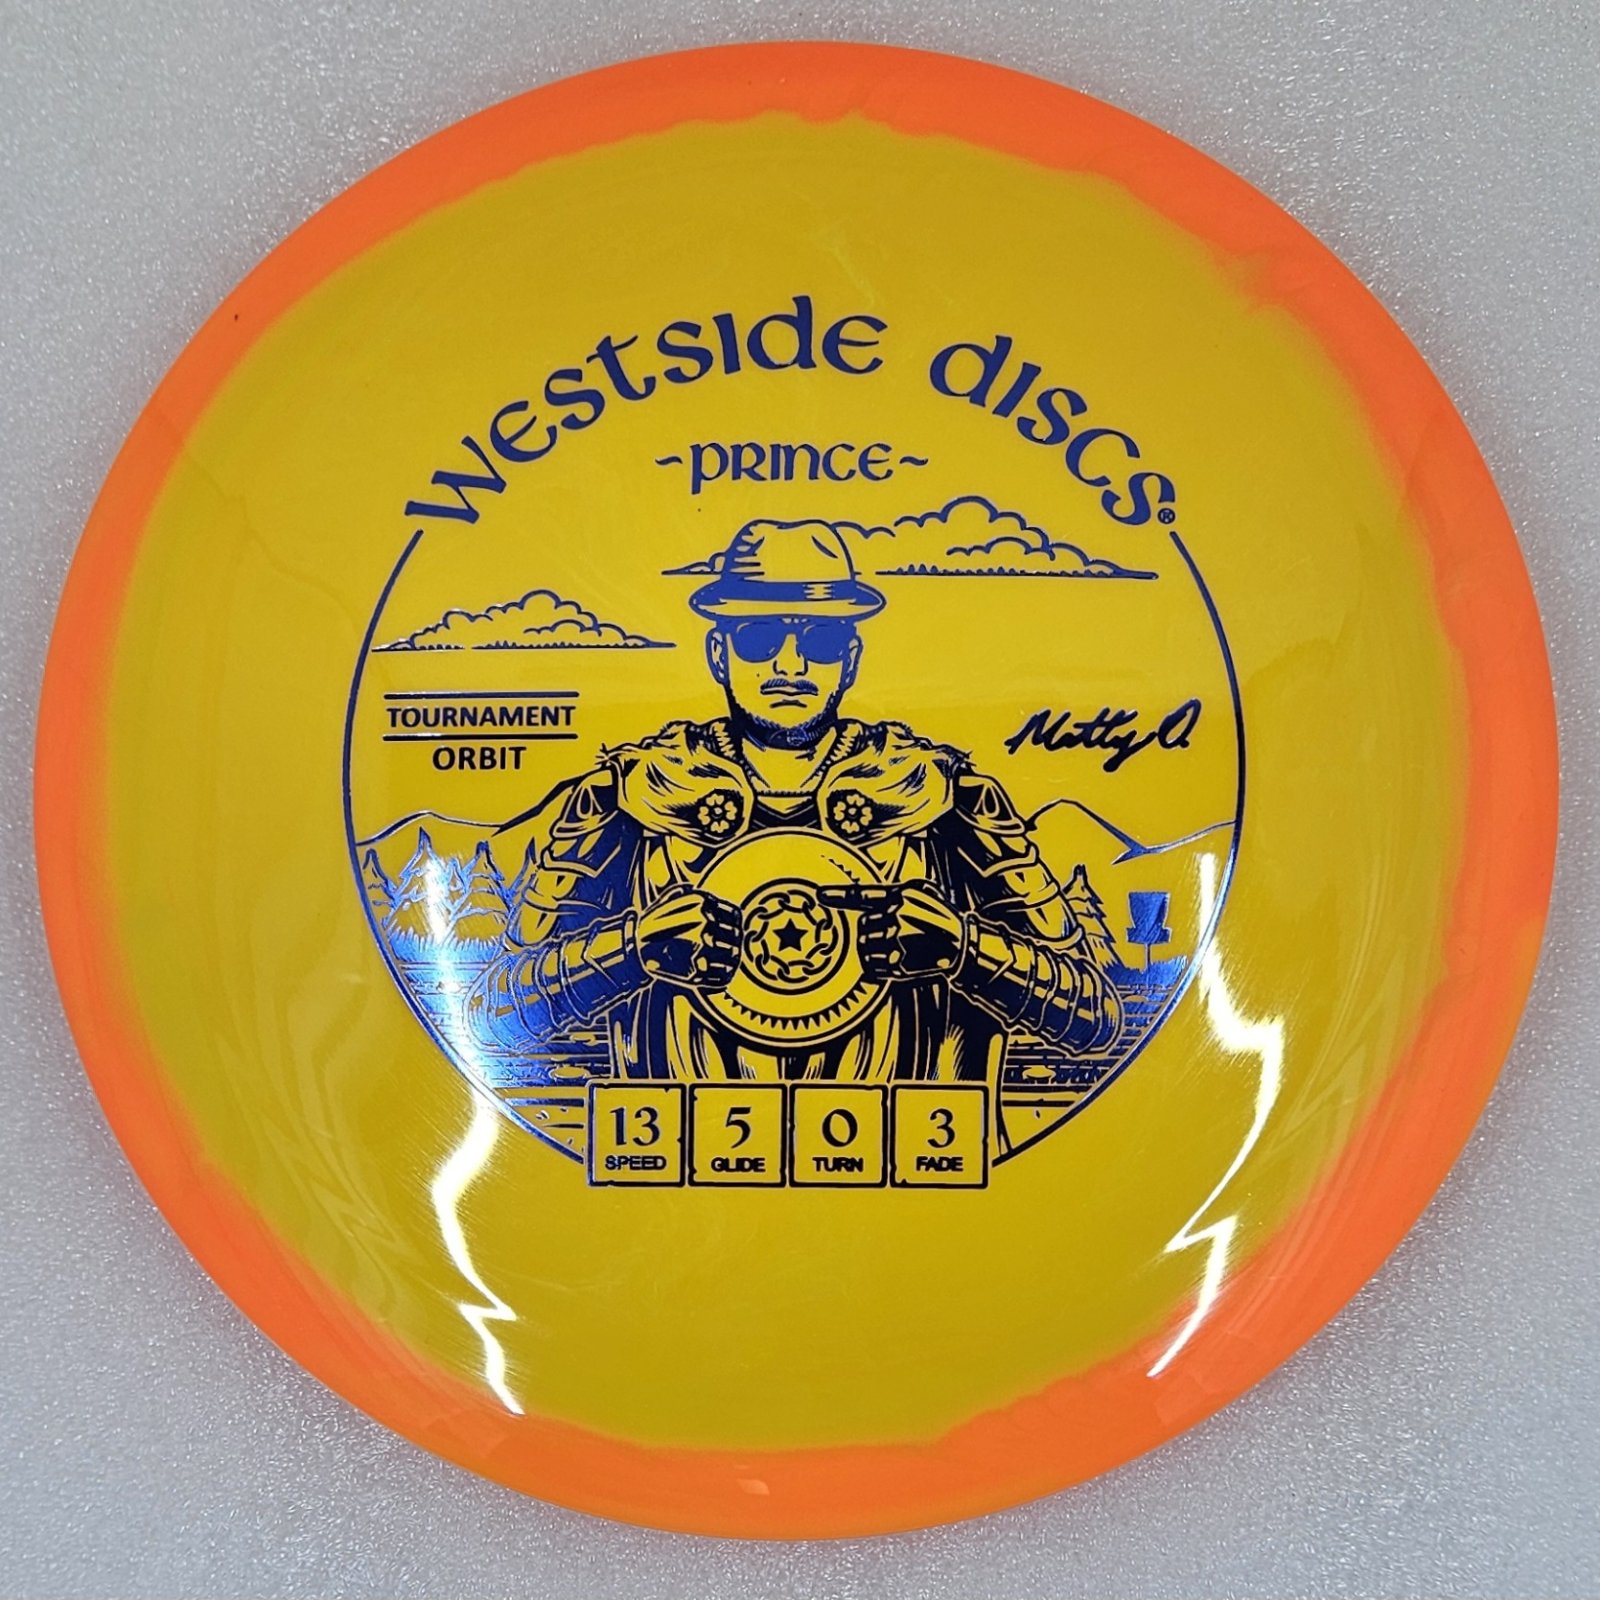 Westside Discs®
~Prince~
TOURNAMENT
ORBIT
Matty O.
13 5 0 3
SPEED GLIDE TURN FADE